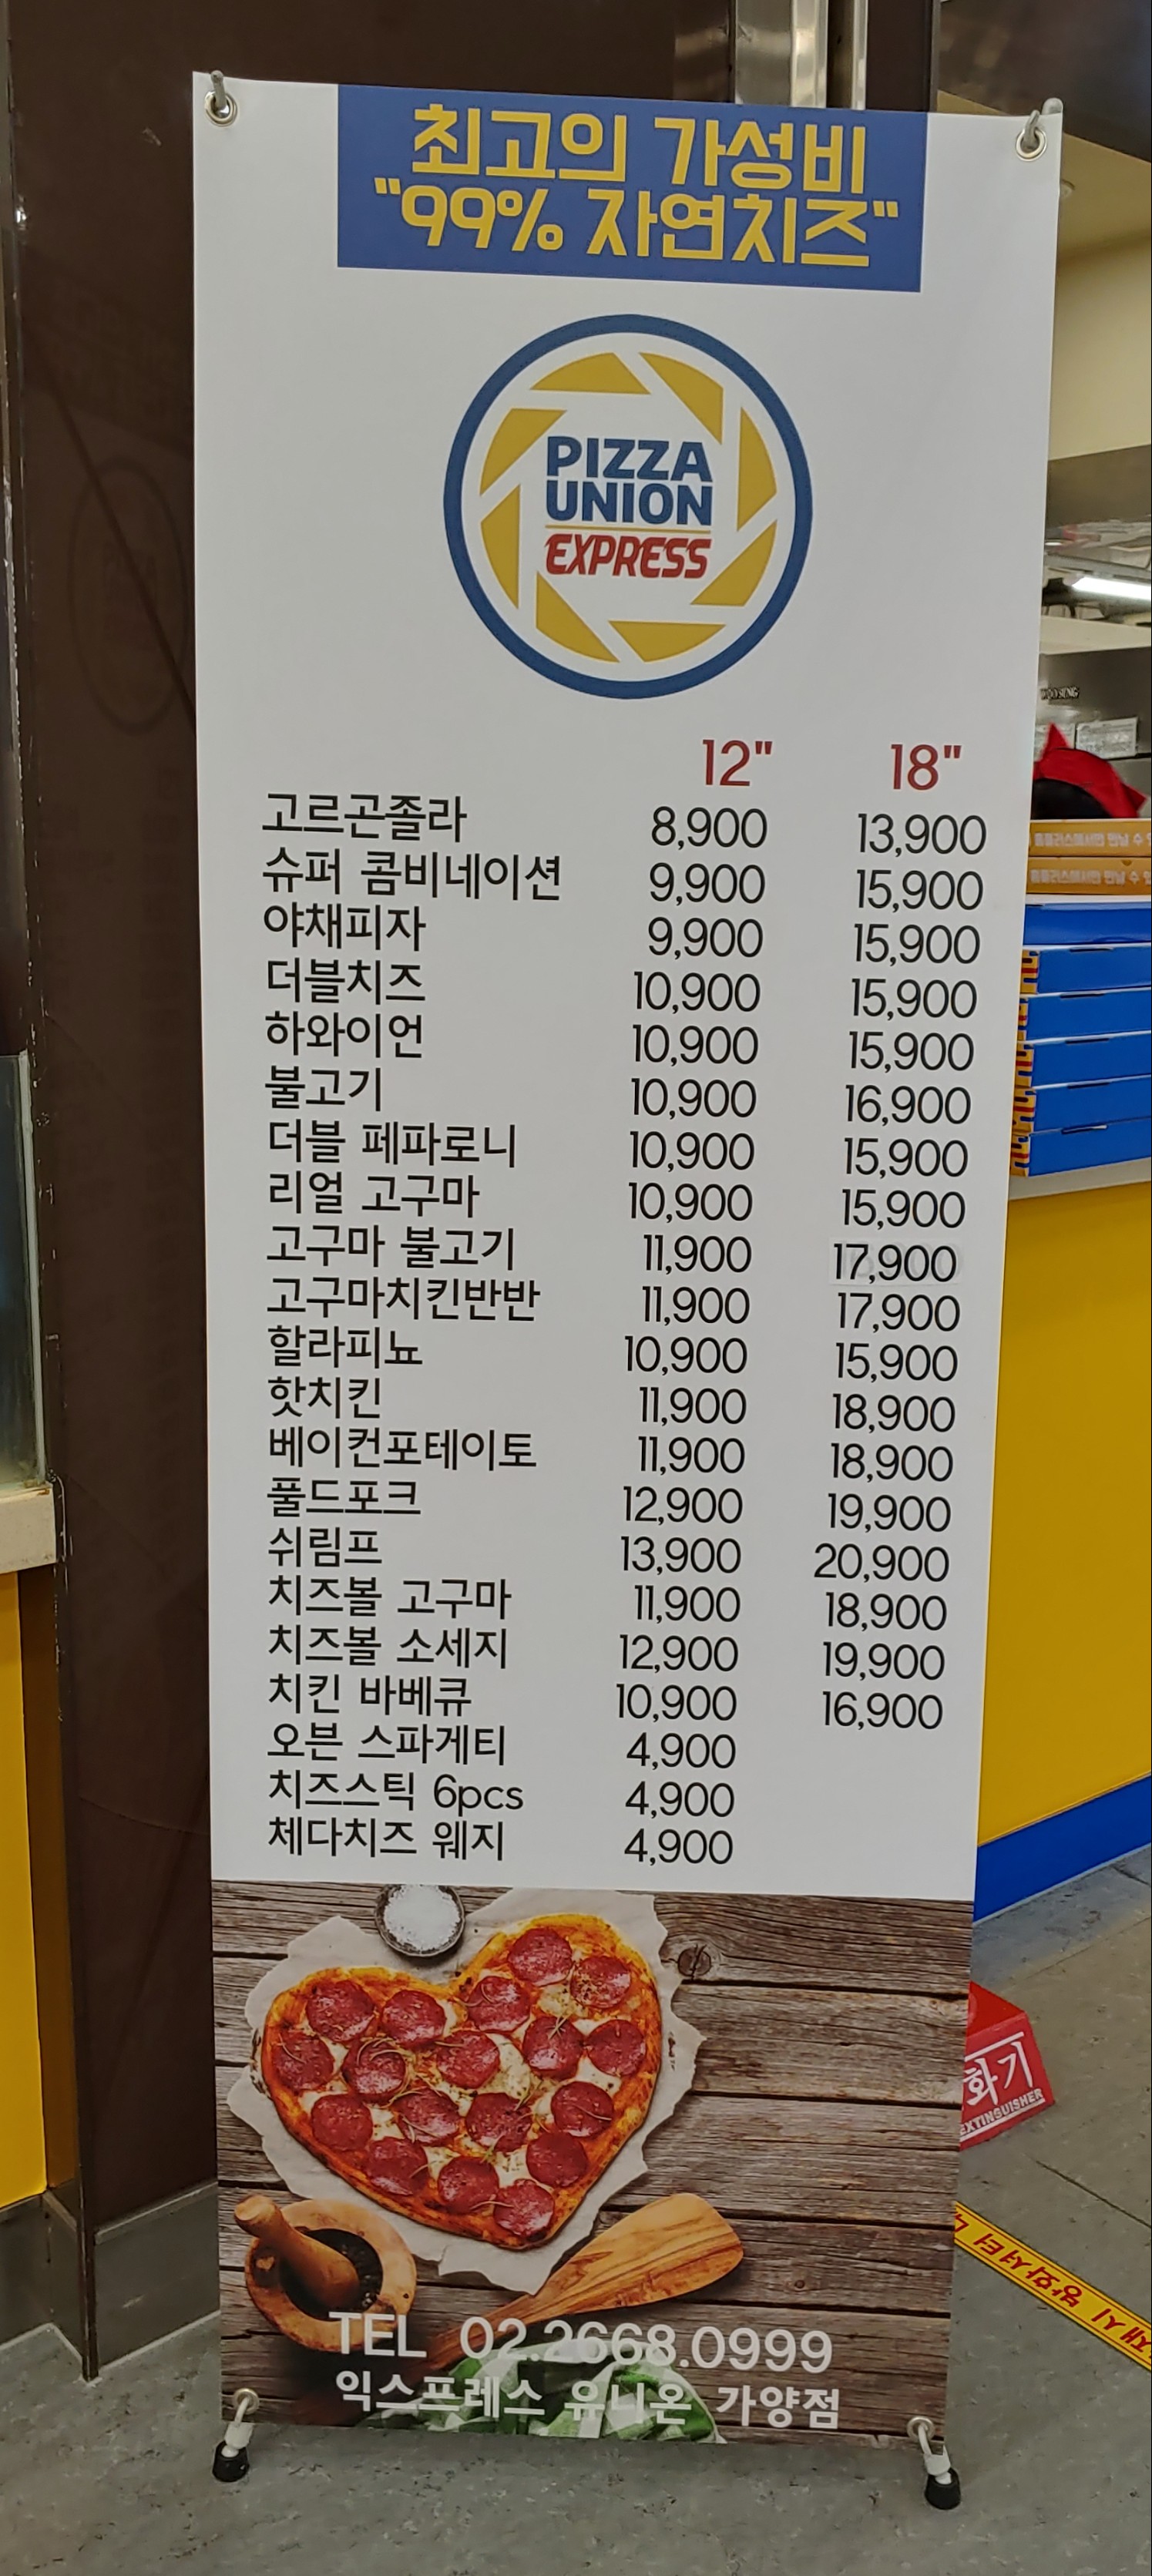 최고의 가성비
"99% 자연치즈"
PIZZA
UNION
EXPRESS
12" 18"
고르곤졸라 8,900 13,900
슈퍼 콤비네이션 9,900 15,900
야채피자 9,900 15,900
더블치즈 10,900 15,900
하와이언 10,900 15,900
불고기 10,900 16,900
더블 페파로니 10,900 15,900
리얼 고구마 10,900 15,900
고구마 불고기 11,900 17,900
고구마치킨반반 11,900 17,900
할라피뇨 10,900 15,900
핫치킨 11,900 18,900
베이컨포테이토 11,900 18,900
풀드포크 12,900 19,900
쉬림프 13,900 20,900
치즈볼 고구마 11,900 18,900
치즈볼 소세지 12,900 19,900
치킨 바베큐 10,900 16,900
오븐 스파게티 4,900
치즈스틱 6pcs 4,900
체다치즈 웨지 4,900
TEL 02.2668.0999
익스프레스 유니온 가양점
화기
EXTINGUISHER
방화셔터